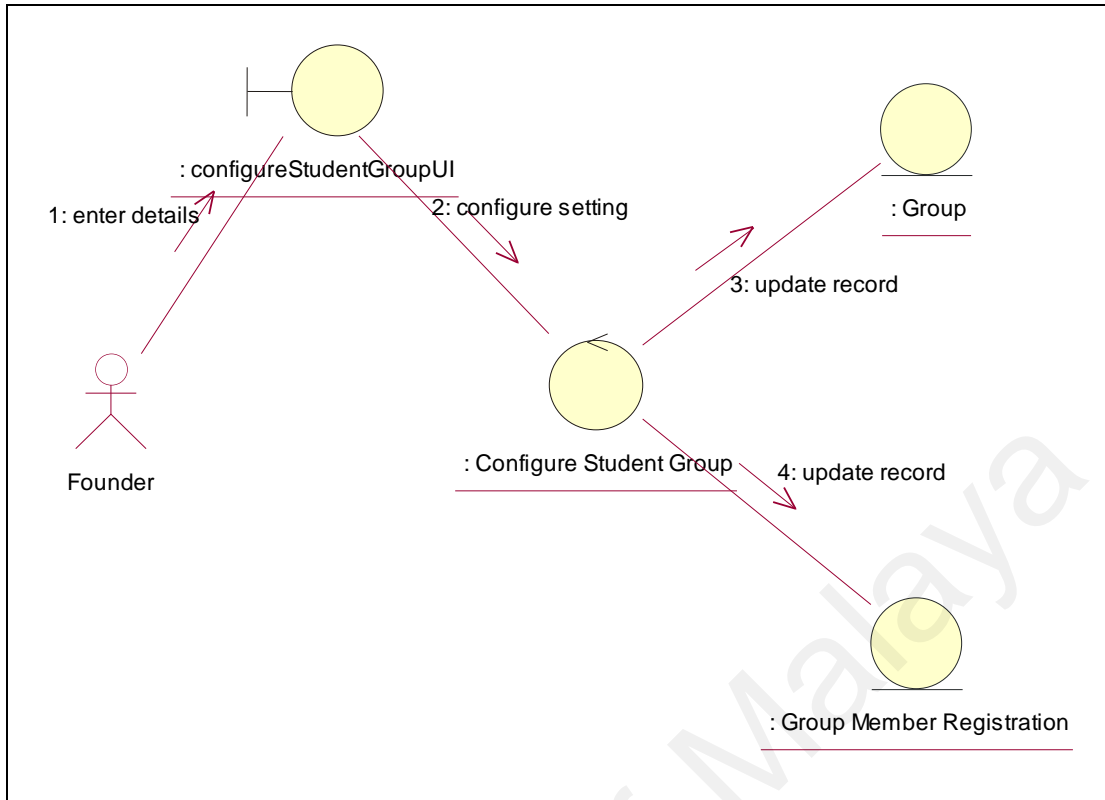 : configureStudentGroupUI
: Group
1: enter details
2: configure setting
3: update record
: Configure Student Group
4: update record
Founder
: Group Member Registration
Malaya